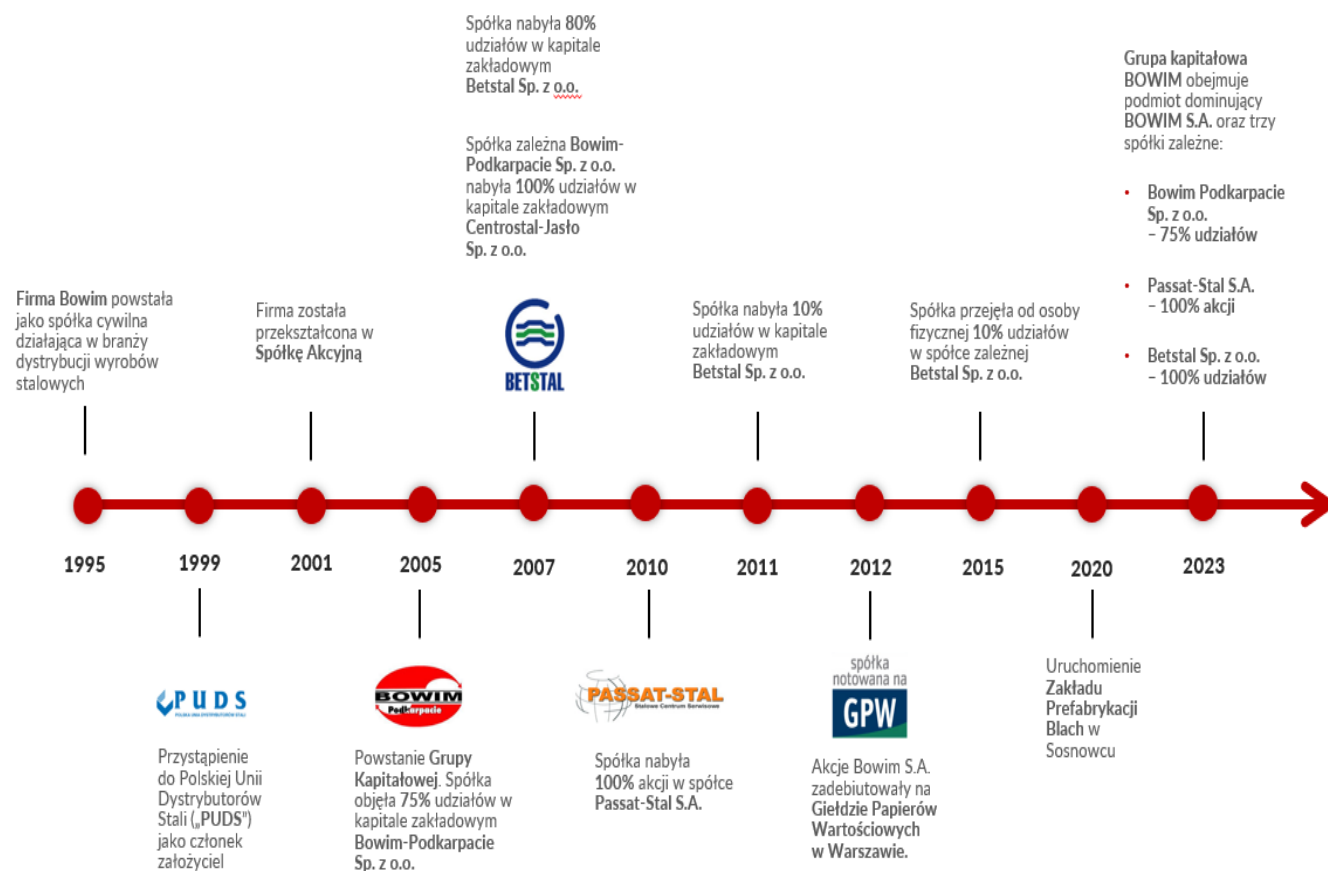 Spółka nabyła 80%
udziałów w kapitale
zakładowym
Betstal Sp. z o.o.
Spółka zależna Bowim-
Podkarpacie Sp. z o.o.
nabyła 100% udziałów w
kapitale zakładowym
Centrostal-Jasło
Sp. z o.o.
Grupa kapitałowa
BOWIM obejmuje
podmiot dominujący
BOWIM S.A. oraz trzy
spółki zależne:
• Bowim Podkarpacie
Sp. z o.o.
– 75% udziałów
• Passat-Stal S.A.
– 100% akcji
• Betstal Sp. z o.o.
– 100% udziałów
Firma Bowim powstała
jako spółka cywilna
działająca w branży
dystrybucji wyrobów
stalowych
Firma została
przekształcona w
Spółkę Akcyjną
BETSTAL
Spółka nabyła 10%
udziałów w kapitale
zakładowym
Betstal Sp. z o.o.
Spółka przejęła od osoby
fizycznej 10% udziałów
w spółce zależnej
Betstal Sp. z o.o.
1995 1999 2001 2005 2007 2010 2011 2012 2015 2020 2023
PUDS
POLSKA UNIA DYSTRYBUTORÓW STALI
Przystąpienie
do Polskiej Unii
Dystrybutorów
Stali („PUDS”)
jako członek
założyciel
BOWIM
Podkarpacie
Powstanie Grupy
Kapitałowej. Spółka
objęła 75% udziałów w
kapitale zakładowym
Bowim-Podkarpacie
Sp. z o.o.
PASSAT-STAL
Stalowe Centrum Serwisowe
Spółka nabyła
100% akcji w spółce
Passat-Stal S.A.
spółka
notowana na
GPW
Akcje Bowim S.A.
zadebiutowały na
Giełdzie Papierów
Wartościowych
w Warszawie.
Uruchomienie
Zakładu
Prefabrykacji
Blach w
Sosnowcu